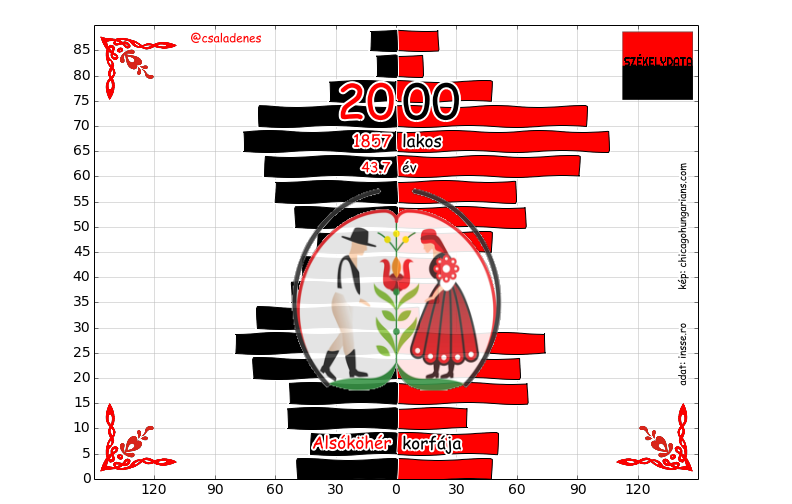 @csaladenes
SZÉKELYDATA
2000
1857 lakos
43.7 év
kép: chicagohungarians.com
adat: insse.ro
Alsóköhér korfája
85
80
75
70
65
60
55
50
45
40
35
30
25
20
15
10
5
0
120 90 60 30 0 30 60 90 120